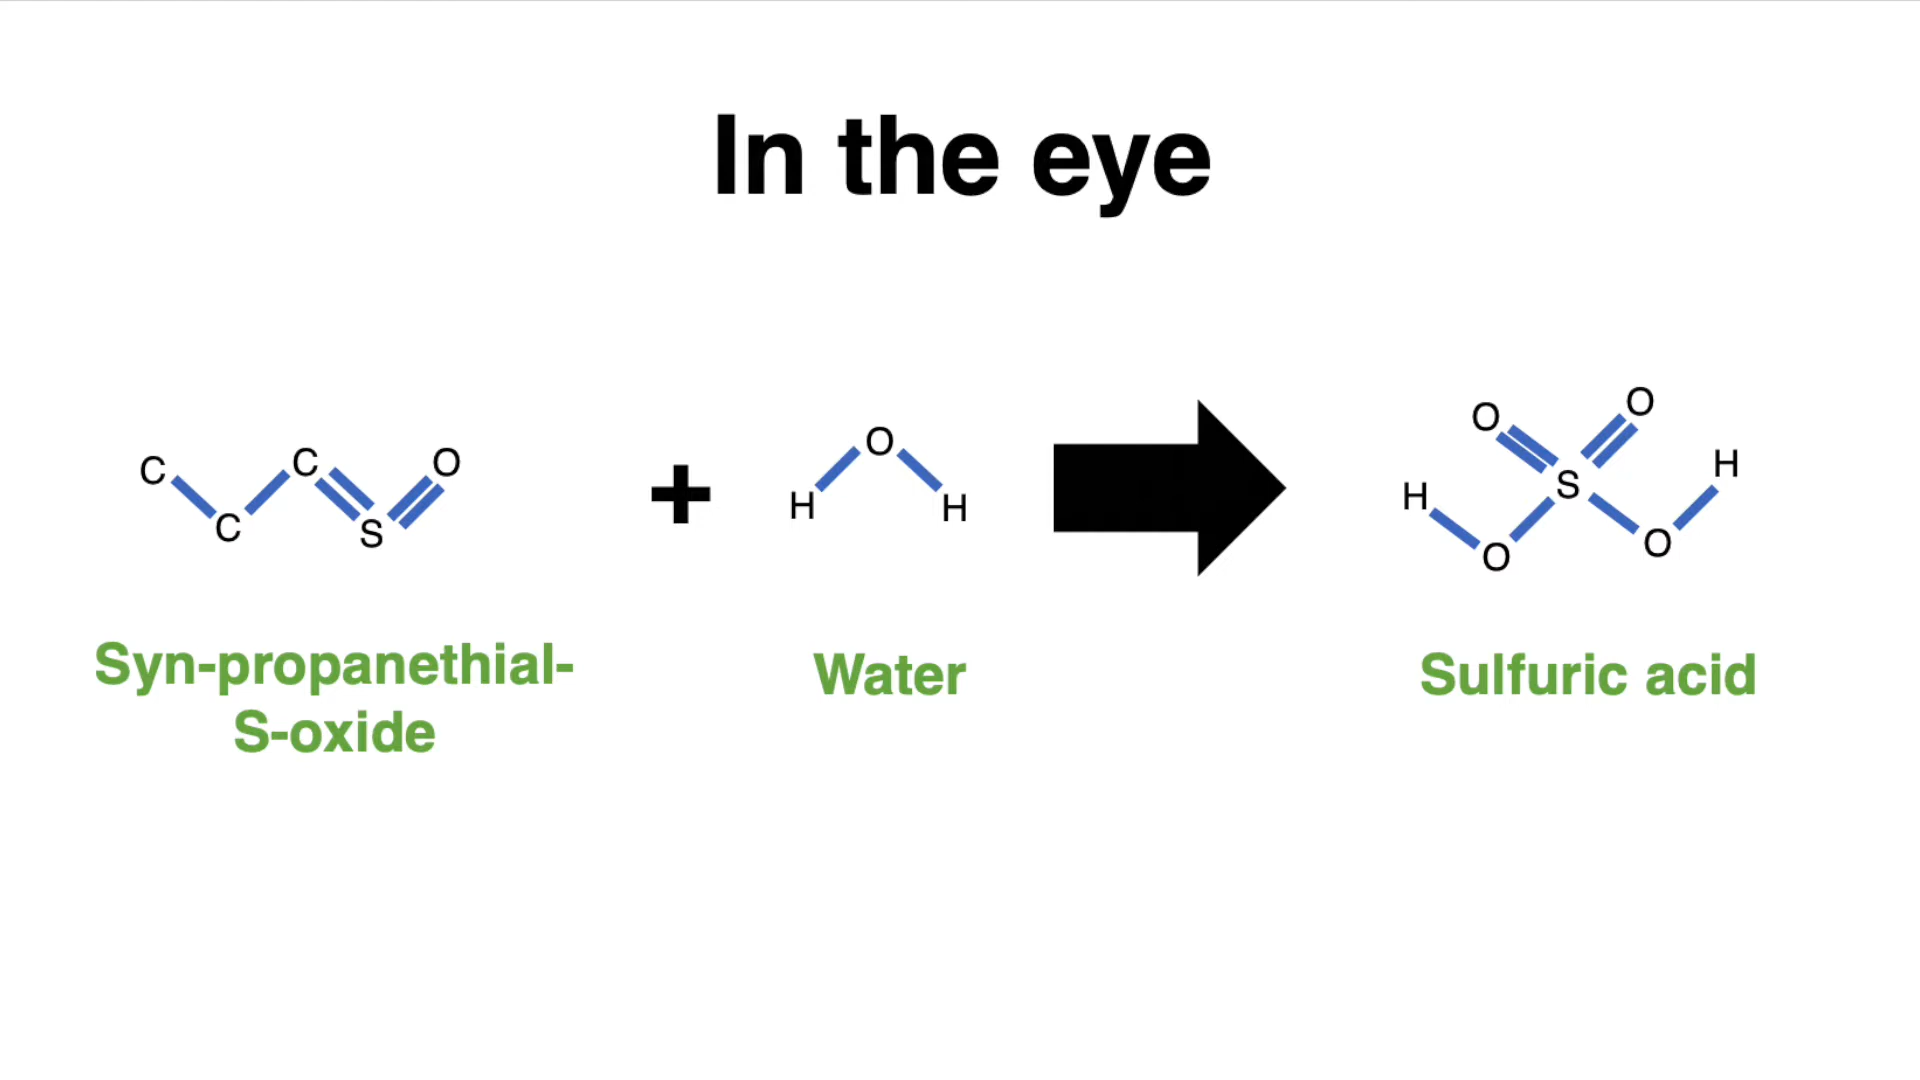 In the eye
C
C
C
S
O
+
H
O
H
O
O
S
H
H
O
O
Syn-propanethial-
S-oxide
Water
Sulfuric acid